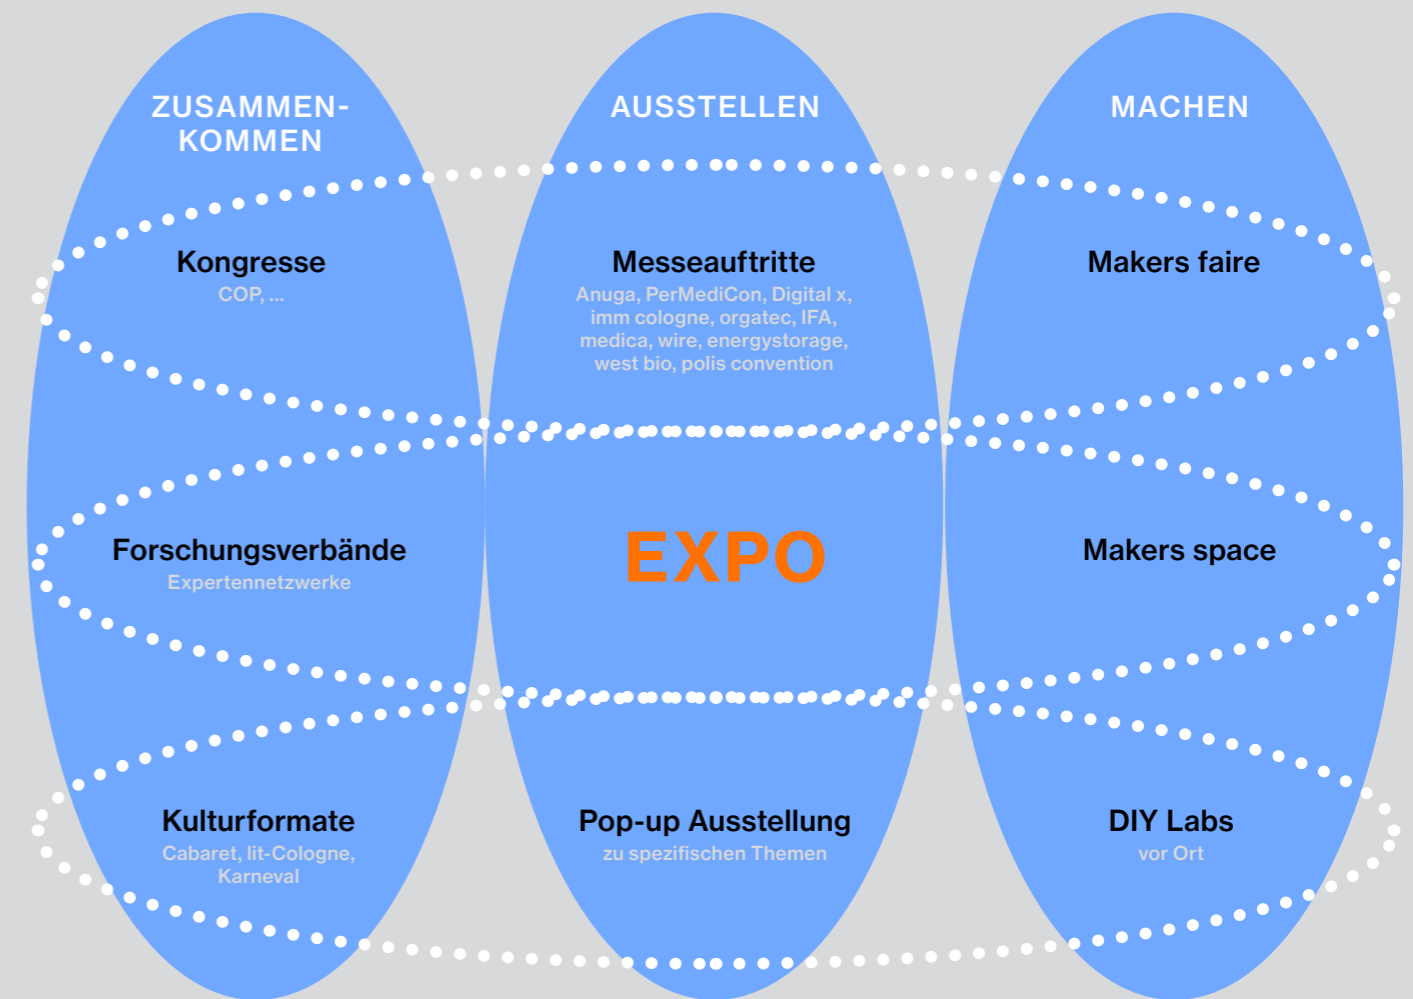 ZUSAMMEN-
KOMMEN
AUSSTELLEN
MACHEN
Kongresse
COP, ...
Messeauftritte
Anuga, PerMediCon, Digital x,
imm cologne, orgatec, IFA,
medica, wire, energystorage,
west bio, polis convention
Makers faire
Forschungsverbände
Expertennetzwerke
EXPO
Makers space
Kulturformate
Cabaret, lit-Cologne,
Karneval
Pop-up Ausstellung
zu spezifischen Themen
DIY Labs
vor Ort